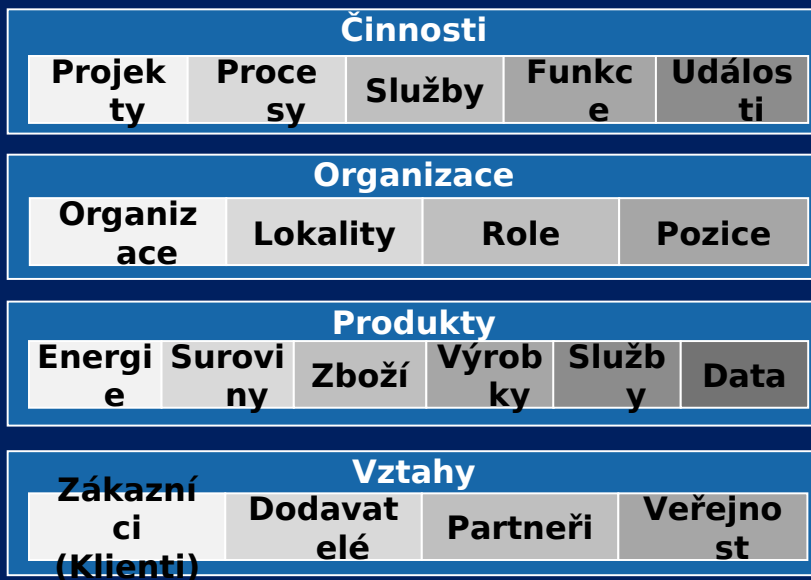 Činnosti
Projek
ty
Proce
sy
Služby
Funkc
e
Událos
ti
Organizace
Organiz
ace
Lokality
Role
Pozice
Produkty
Energi
e
Surovi
ny
Zboží
Výrob
ky
Služb
y
Data
Vztahy
Zákazní
ci
(Klienti)
Dodavat
elé
Partneři
Veřejno
st